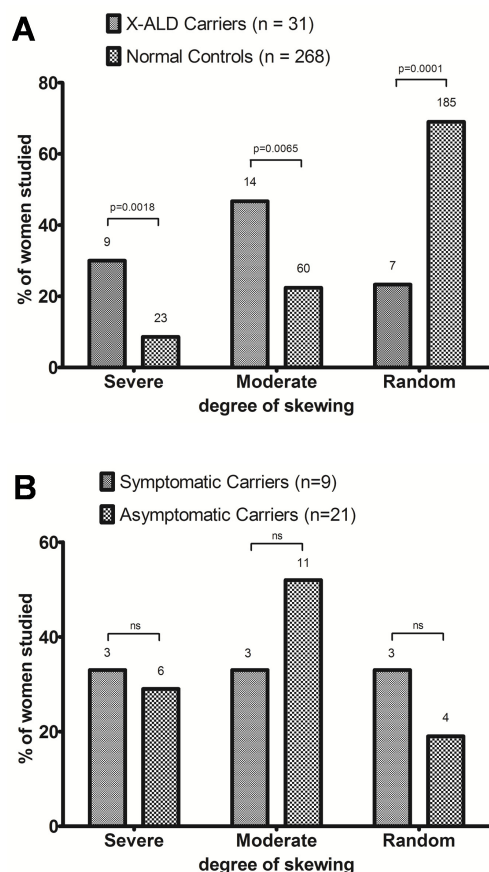 A
X-ALD Carriers (n = 31)
Normal Controls (n = 268)
80
60
40
20
0
% of women studied
p=0.0018
9
23
p=0.0065
14
60
p=0.0001
7
185
Severe Moderate Random
degree of skewing
B
Symptomatic Carriers (n=9)
Asymptomatic Carriers (n=21)
60
40
20
0
% of women studied
ns
3
6
ns
3
11
ns
3
4
Severe Moderate Random
degree of skewing